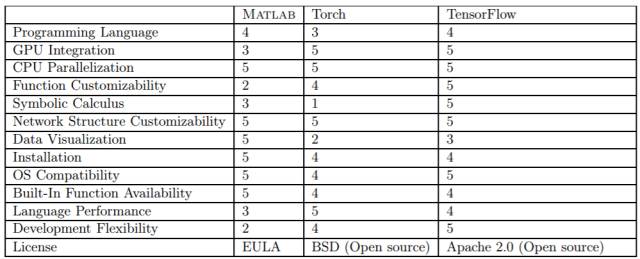 MATLAB Torch TensorFlow
Programming Language 4 3 4
GPU Integration 3 5 5
CPU Parallelization 5 5 5
Function Customizability 2 4 5
Symbolic Calculus 3 1 5
Network Structure Customizability 5 5 5
Data Visualization 5 2 3
Installation 5 4 4
OS Compatibility 5 4 5
Built-In Function Availability 5 4 4
Language Performance 3 5 4
Development Flexibility 2 4 5
License EULA BSD (Open source) Apache 2.0 (Open source)